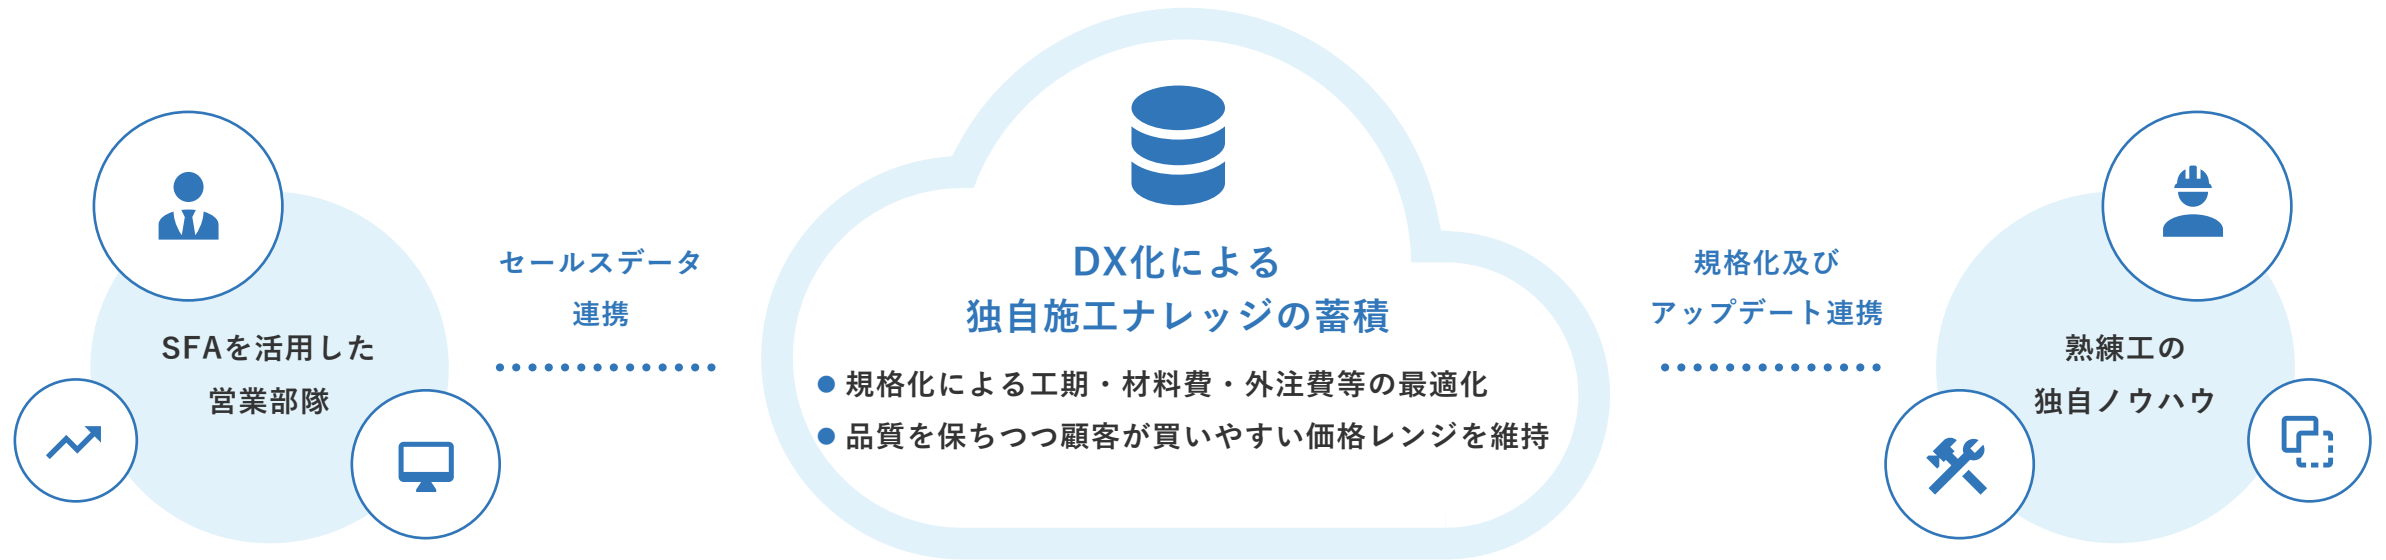 SFAを活用した
営業部隊
セールスデータ
連携
DX化による
独自施工ナレッジの蓄積
● 規格化による工期・材料費・外注費等の最適化
● 品質を保ちつつ顧客が買いやすい価格レンジを維持
規格化及び
アップデート連携
熟練工の
独自ノウハウ